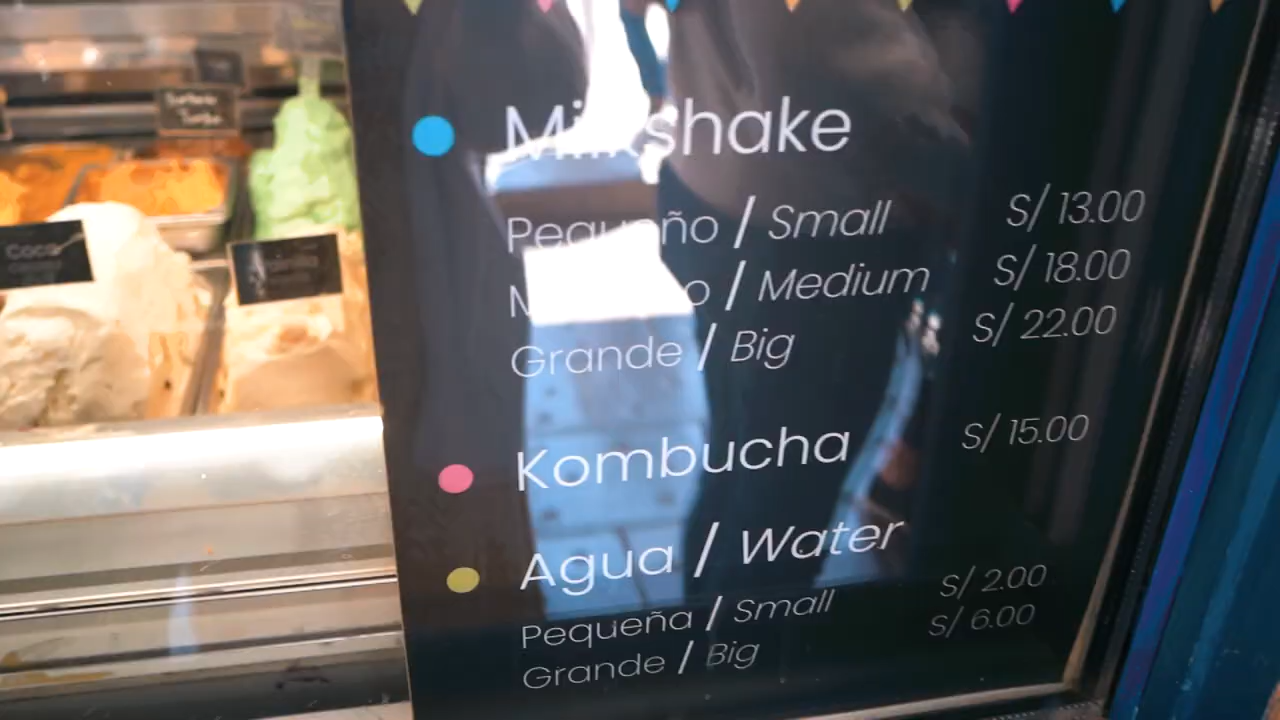 Milkshake
Pequeño / Small S/ 13.00
/ Medium S/ 18.00
Grande / Big S/ 22.00
Kombucha S/ 15.00
Agua / Water
Pequeña / Small S/ 2.00
Grande / Big S/ 6.00
Coco